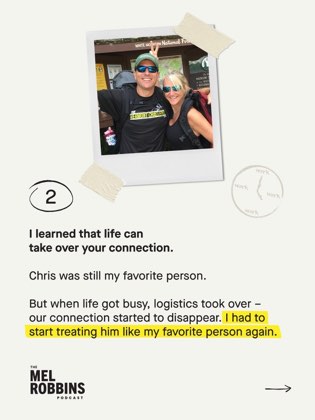 2
I learned that life can
take over your connection.
Chris was still my favorite person.
But when life got busy, logistics took over –
our connection started to disappear. I had to
start treating him like my favorite person again.
THE
MEL
ROBBINS
PODCAST